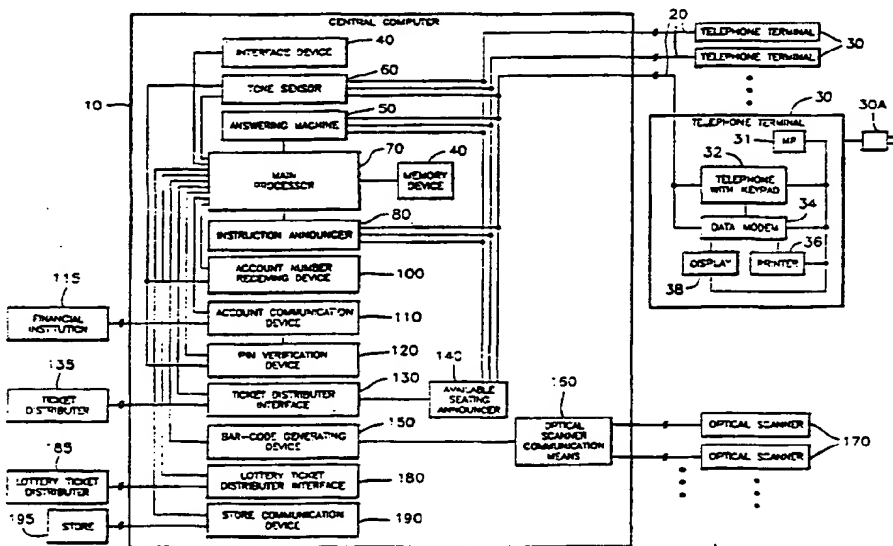 CENTRAL COMPUTER
10
INTERFACE DEVICE
40
TONE SENSOR
60
ANSWERING MACHINE
50
MAIN
PROCESSOR
70
MEMORY
DEVICE
40
INSTRUCTION ANNOUNCER
80
ACCOUNT NUMBER
RECEIVING DEVICE
100
ACCOUNT COMMUNICATION
DEVICE
110
PIN VERIFICATION
DEVICE
120
TICKET DISTRIBUTER
INTERFACE
130
AVAILABLE
SEATING
ANNOUNCER
140
BAR-CODE GENERATING
DEVICE
150
OPTICAL
SCANNER
COMMUNICATION
MEANS
160
LOTTERY TICKET
DISTRIBUTER INTERFACE
180
STORE COMMUNICATION
DEVICE
190
115
FINANCIAL
INSTITUTION
135
TICKET
DISTRIBUTER
185
LOTTERY TICKET
DISTRIBUTER
195
STORE
20
TELEPHONE TERMINAL
TELEPHONE TERMINAL
30
30
TELEPHONE TERMINAL
30A
31
MP
32
TELEPHONE
WITH KEYPAD
34
DATA MODEM
36
DISPLAY
PRINTER
38
OPTICAL SCANNER
OPTICAL SCANNER
170